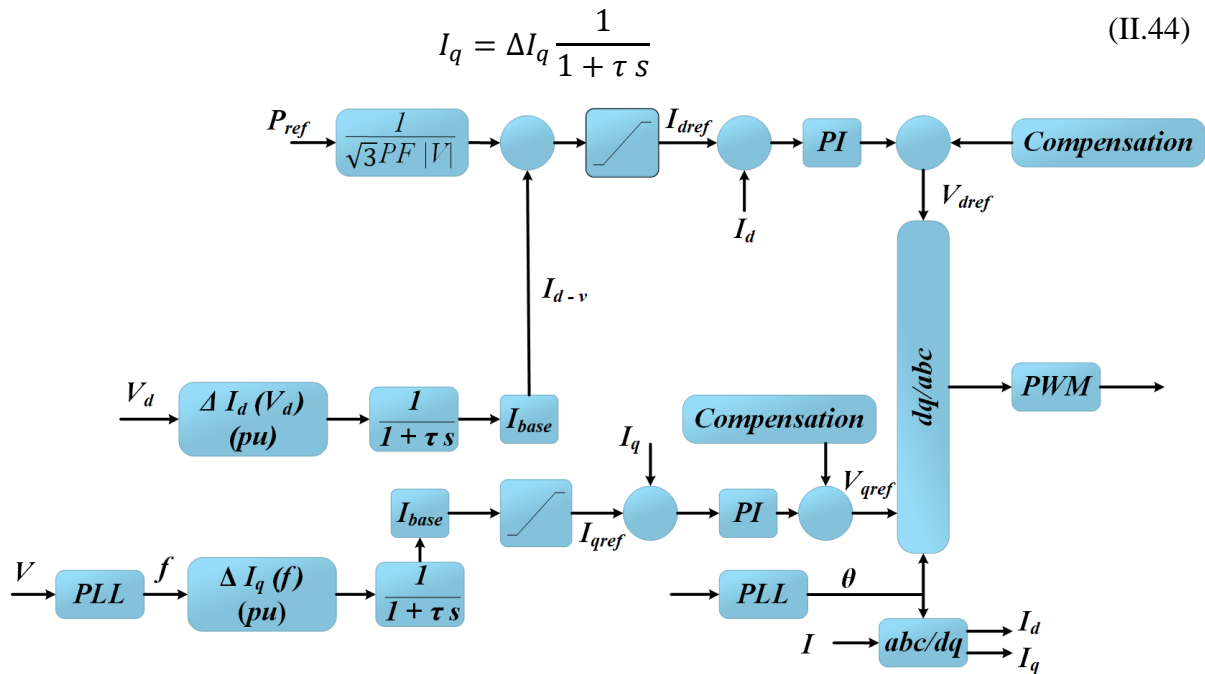 I_q = ΔI_q 1/(1 + τ s)
(II.44)
P_ref
1/(√3 PF |V|)
I_dref
PI
Compensation
I_d
V_dref
I_{d - v}
dq/abc
PWM
V_d
Δ I_d (V_d)
(pu)
1/(1 + τ s)
I_base
Compensation
I_q
V_qref
I_base
I_qref
PI
V
PLL
f
Δ I_q (f)
(pu)
1/(1 + τ s)
PLL
θ
I
abc/dq
I_d
I_q